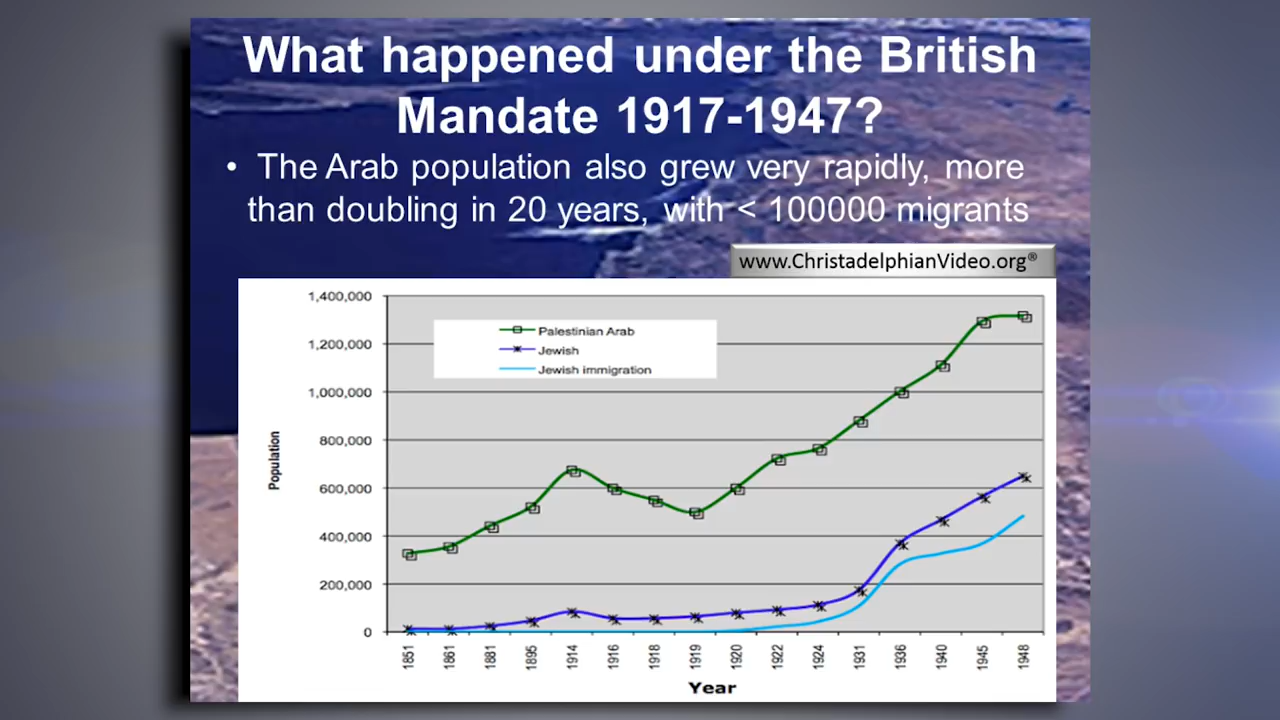 What happened under the British
Mandate 1917-1947?
• The Arab population also grew very rapidly, more
than doubling in 20 years, with < 100000 migrants
www.ChristadelphianVideo.org®
1,400,000
1,200,000
1,000,000
800,000
600,000
400,000
200,000
0
Population
Palestinian Arab
Jewish
Jewish immigration
1851 1861 1881 1895 1914 1916 1918 1919 1920 1922 1924 1931 1936 1940 1945 1948
Year